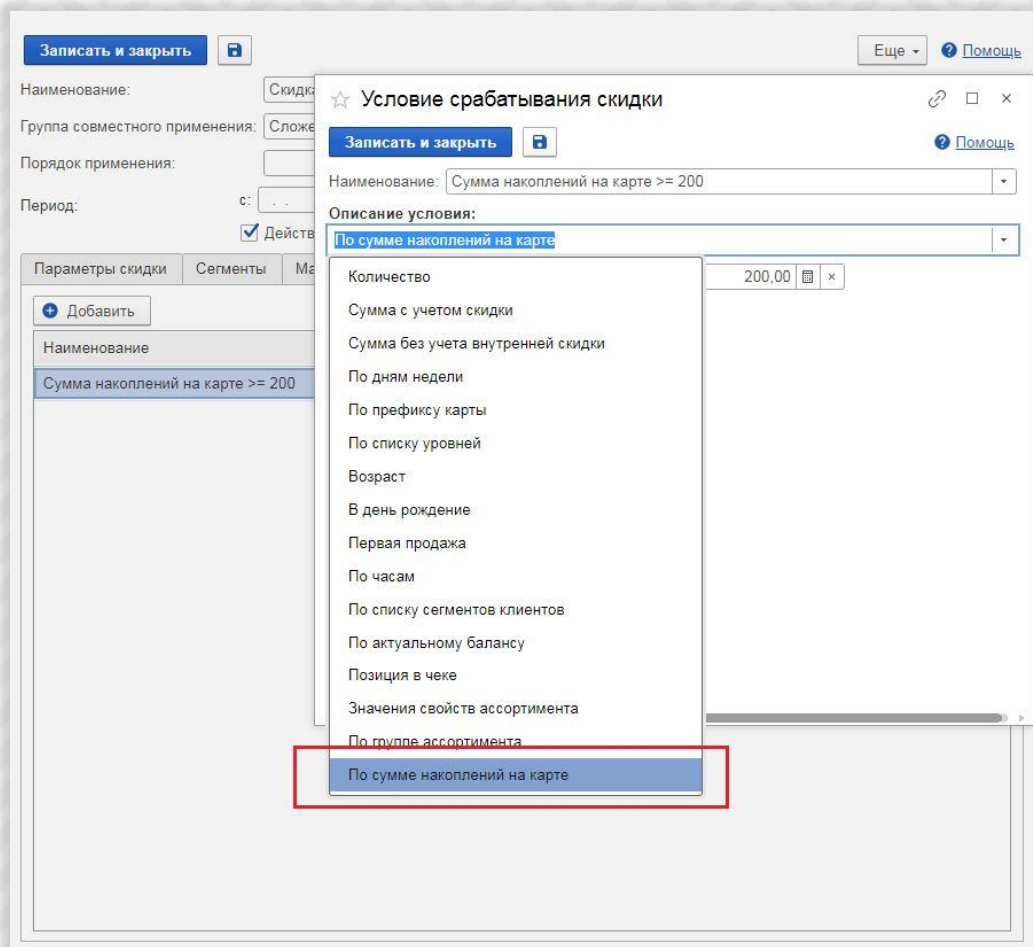 Записать и закрыть
Еще
Помощь
Наименование:
Группа совместного применения:
Порядок применения:
Период:
с:
Параметры скидки
Сегменты
Добавить
Наименование
Сумма накоплений на карте >= 200
Условие срабатывания скидки
Записать и закрыть
Помощь
Наименование: Сумма накоплений на карте >= 200
Описание условия:
По сумме накоплений на карте
200,00
Количество
Сумма с учетом скидки
Сумма без учета внутренней скидки
По дням недели
По префиксу карты
По списку уровней
Возраст
В день рождение
Первая продажа
По часам
По списку сегментов клиентов
По актуальному балансу
Позиция в чеке
Значения свойств ассортимента
По группе ассортимента
По сумме накоплений на карте